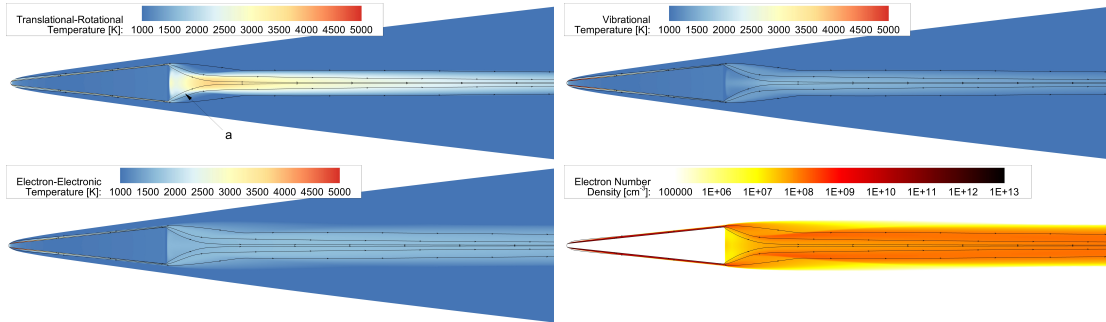 Translational-Rotational
Temperature [K]: 1000 1500 2000 2500 3000 3500 4000 4500 5000
a
Vibrational
Temperature [K]: 1000 1500 2000 2500 3000 3500 4000 4500 5000
Electron-Electronic
Temperature [K]: 1000 1500 2000 2500 3000 3500 4000 4500 5000
Electron Number
Density [cm⁻³]: 100000 1E+06 1E+07 1E+08 1E+09 1E+10 1E+11 1E+12 1E+13